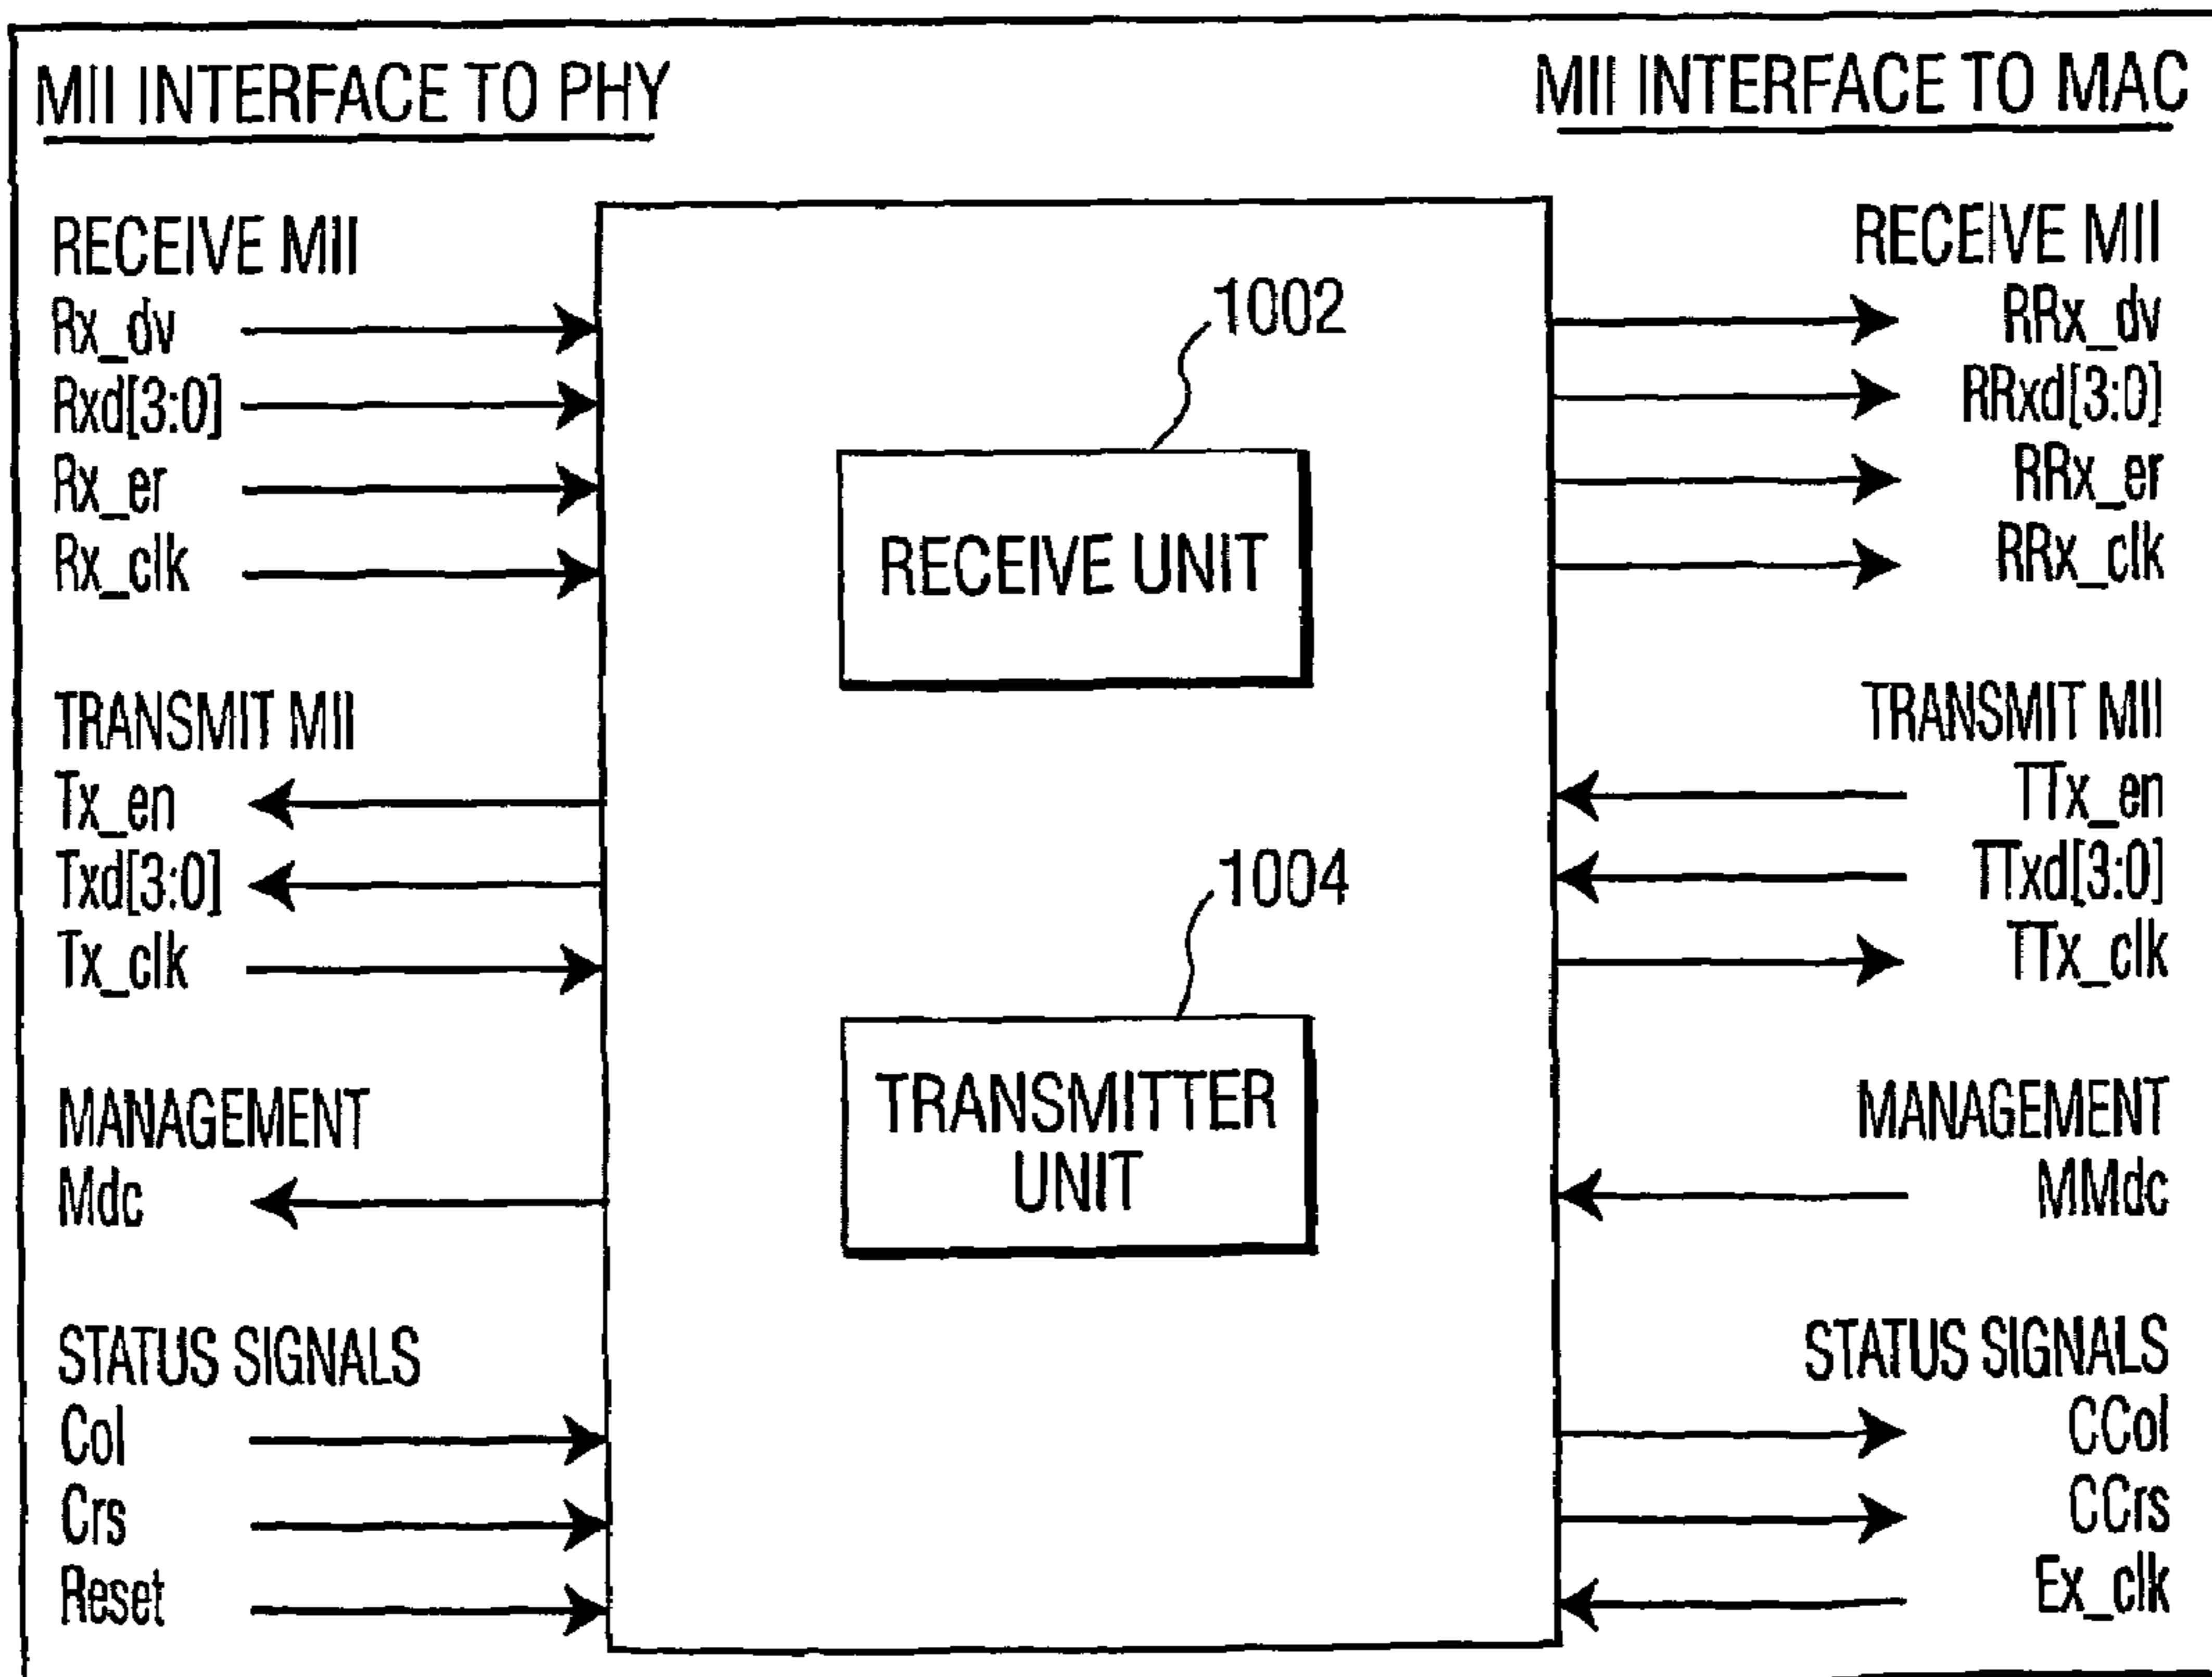 MII INTERFACE TO PHY
MII INTERFACE TO MAC
RECEIVE MII
Rx_dv
Rxd[3:0]
Rx_er
Rx_clk
TRANSMIT MII
Tx_en
Txd[3:0]
Tx_clk
MANAGEMENT
Mdc
STATUS SIGNALS
Col
Crs
Reset
1002
RECEIVE UNIT
1004
TRANSMITTER
UNIT
RECEIVE MII
RRx_dv
RRxd[3:0]
RRx_er
RRx_clk
TRANSMIT MII
TTx_en
TTxd[3:0]
TTx_clk
MANAGEMENT
MMdc
STATUS SIGNALS
CCol
CCrs
Ex_clk